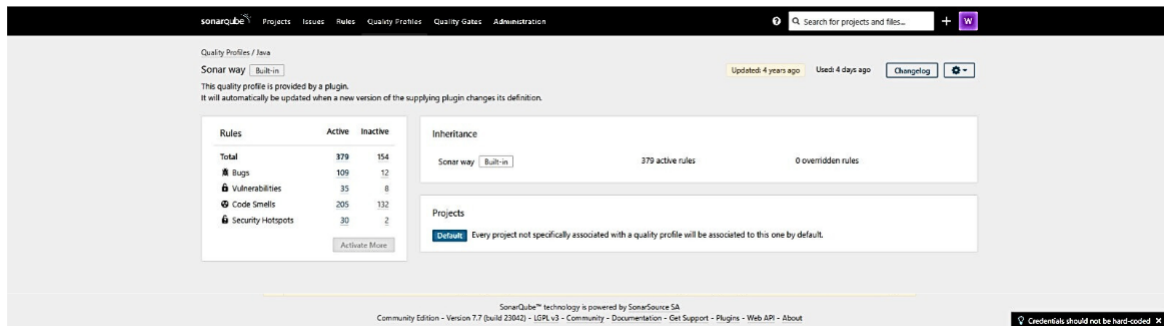 sonarqube Projects Issues Rules Quality Profiles Quality Gates Administration Search for projects and files... + W
Quality Profiles / Java
Sonar way Built-in Updated: 4 years ago Used: 4 days ago Changelog
This quality profile is provided by a plugin.
It will automatically be updated when a new version of the supplying plugin changes its definition.
Rules Active Inactive
Total 379 154
Bugs 109 12
Vulnerabilities 35 8
Code Smells 205 132
Security Hotspots 30 2
Activate More
Inheritance
Sonar way Built-in 379 active rules 0 overridden rules
Projects
Default Every project not specifically associated with a quality profile will be associated to this one by default.
SonarQube™ technology is powered by SonarSource SA
Community Edition - Version 7.7 (build 23042) - LGPL v3 - Community - Documentation - Get Support - Plugins - Web API - About
Credentials should not be hard-coded ×